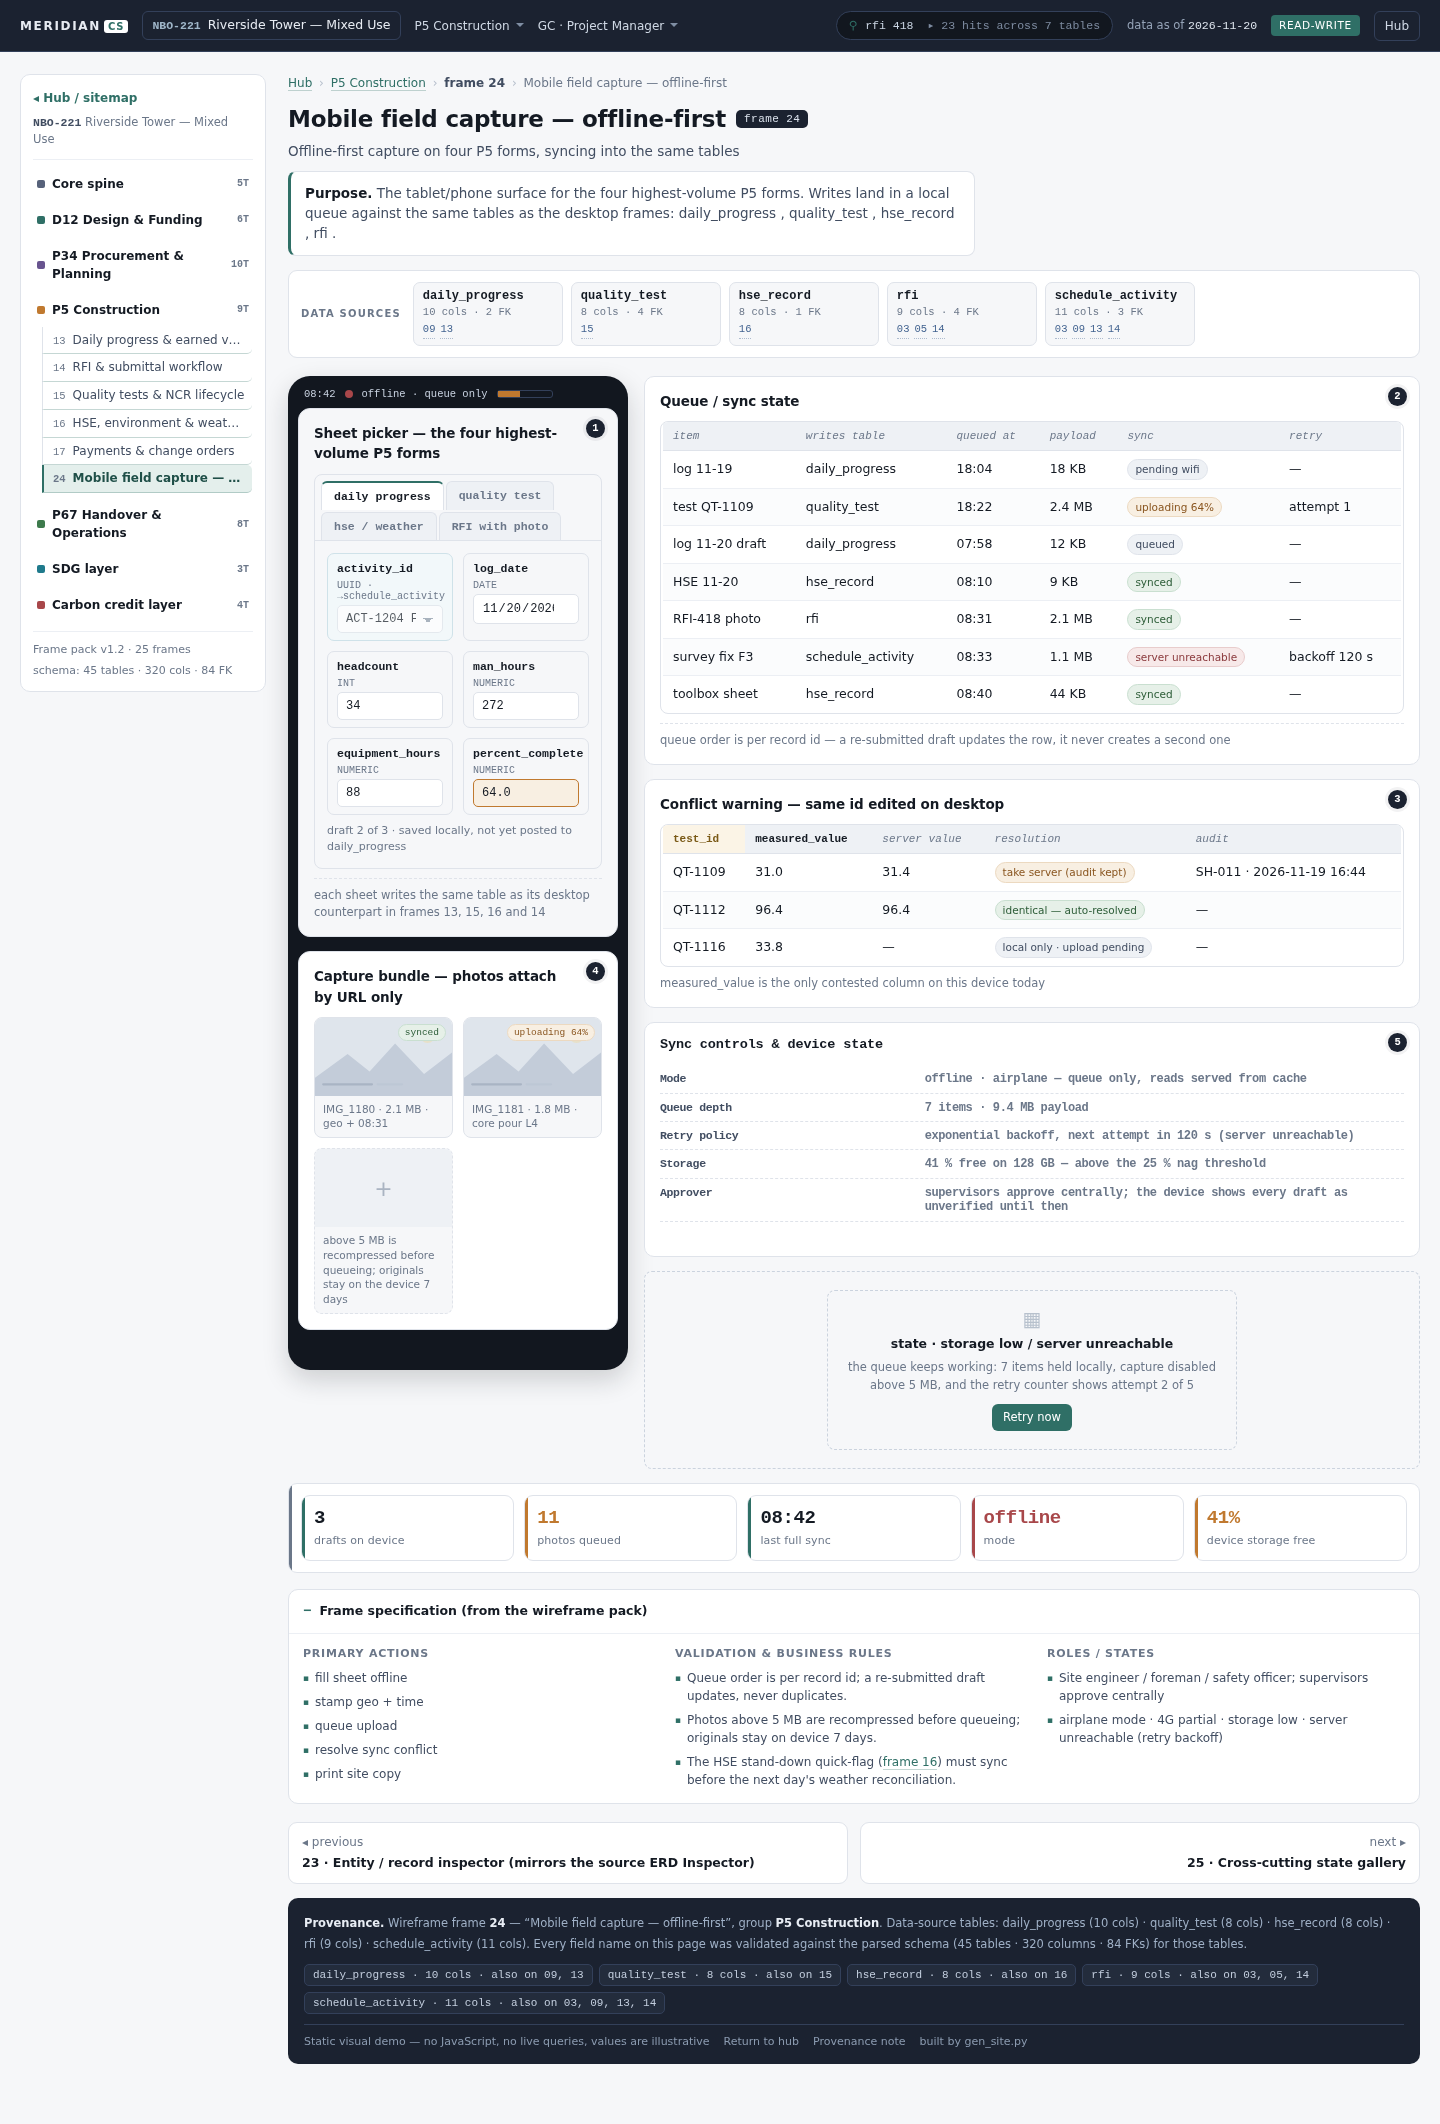 MERIDIAN CS
NBO-221 Riverside Tower — Mixed Use
P5 Construction
GC · Project Manager
rfi 418 ▸ 23 hits across 7 tables
data as of 2026-11-20
READ-WRITE
Hub
◂ Hub / sitemap
NBO-221 Riverside Tower — Mixed
Use
Core spine 5T
D12 Design & Funding 6T
P34 Procurement &
Planning 10T
P5 Construction 9T
13 Daily progress & earned v…
14 RFI & submittal workflow
15 Quality tests & NCR lifecycle
16 HSE, environment & weat…
17 Payments & change orders
24 Mobile field capture — …
P67 Handover &
Operations 8T
SDG layer 3T
Carbon credit layer 4T
Frame pack v1.2 · 25 frames
schema: 45 tables · 320 cols · 84 FK
Hub › P5 Construction › frame 24 › Mobile field capture — offline-first
Mobile field capture — offline-first frame 24
Offline-first capture on four P5 forms, syncing into the same tables
Purpose. The tablet/phone surface for the four highest-volume P5 forms. Writes land in a local
queue against the same tables as the desktop frames: daily_progress , quality_test , hse_record
, rfi .
DATA SOURCES
daily_progress
10 cols · 2 FK
09 13
quality_test
8 cols · 4 FK
15
hse_record
8 cols · 1 FK
16
rfi
9 cols · 4 FK
03 05 14
schedule_activity
11 cols · 3 FK
03 09 13 14
08:42 offline · queue only
Sheet picker — the four highest-
volume P5 forms
1
daily progress
quality test
hse / weather
RFI with photo
activity_id
UUID ·
→schedule_activity
ACT-1204 F
log_date
DATE
11/20/2026
headcount
INT
34
man_hours
NUMERIC
272
equipment_hours
NUMERIC
88
percent_complete
NUMERIC
64.0
draft 2 of 3 · saved locally, not yet posted to
daily_progress
each sheet writes the same table as its desktop
counterpart in frames 13, 15, 16 and 14
Capture bundle — photos attach
by URL only
4
synced
IMG_1180 · 2.1 MB ·
geo + 08:31
uploading 64%
IMG_1181 · 1.8 MB ·
core pour L4
+
above 5 MB is
recompressed before
queueing; originals
stay on the device 7
days
Queue / sync state
2
item writes table queued at payload sync retry
log 11-19 daily_progress 18:04 18 KB pending wifi —
test QT-1109 quality_test 18:22 2.4 MB uploading 64% attempt 1
log 11-20 draft daily_progress 07:58 12 KB queued —
HSE 11-20 hse_record 08:10 9 KB synced —
RFI-418 photo rfi 08:31 2.1 MB synced —
survey fix F3 schedule_activity 08:33 1.1 MB server unreachable backoff 120 s
toolbox sheet hse_record 08:40 44 KB synced —
queue order is per record id — a re-submitted draft updates the row, it never creates a second one
Conflict warning — same id edited on desktop
3
test_id measured_value server value resolution audit
QT-1109 31.0 31.4 take server (audit kept) SH-011 · 2026-11-19 16:44
QT-1112 96.4 96.4 identical — auto-resolved —
QT-1116 33.8 — local only · upload pending —
measured_value is the only contested column on this device today
Sync controls & device state
5
Mode offline · airplane — queue only, reads served from cache
Queue depth 7 items · 9.4 MB payload
Retry policy exponential backoff, next attempt in 120 s (server unreachable)
Storage 41 % free on 128 GB — above the 25 % nag threshold
Approver supervisors approve centrally; the device shows every draft as
unverified until then
state · storage low / server unreachable
the queue keeps working: 7 items held locally, capture disabled
above 5 MB, and the retry counter shows attempt 2 of 5
Retry now
3
drafts on device
11
photos queued
08:42
last full sync
offline
mode
41%
device storage free
− Frame specification (from the wireframe pack)
PRIMARY ACTIONS
▪ fill sheet offline
▪ stamp geo + time
▪ queue upload
▪ resolve sync conflict
▪ print site copy
VALIDATION & BUSINESS RULES
▪ Queue order is per record id; a re-submitted draft
updates, never duplicates.
▪ Photos above 5 MB are recompressed before queueing;
originals stay on device 7 days.
▪ The HSE stand-down quick-flag (frame 16) must sync
before the next day's weather reconciliation.
ROLES / STATES
▪ Site engineer / foreman / safety officer; supervisors
approve centrally
▪ airplane mode · 4G partial · storage low · server
unreachable (retry backoff)
◂ previous
23 · Entity / record inspector (mirrors the source ERD Inspector)
next ▸
25 · Cross-cutting state gallery
Provenance. Wireframe frame 24 — “Mobile field capture — offline-first”, group P5 Construction. Data-source tables: daily_progress (10 cols) · quality_test (8 cols) · hse_record (8 cols) ·
rfi (9 cols) · schedule_activity (11 cols). Every field name on this page was validated against the parsed schema (45 tables · 320 columns · 84 FKs) for those tables.
daily_progress · 10 cols · also on 09, 13
quality_test · 8 cols · also on 15
hse_record · 8 cols · also on 16
rfi · 9 cols · also on 03, 05, 14
schedule_activity · 11 cols · also on 03, 09, 13, 14
Static visual demo — no JavaScript, no live queries, values are illustrative Return to hub Provenance note built by gen_site.py